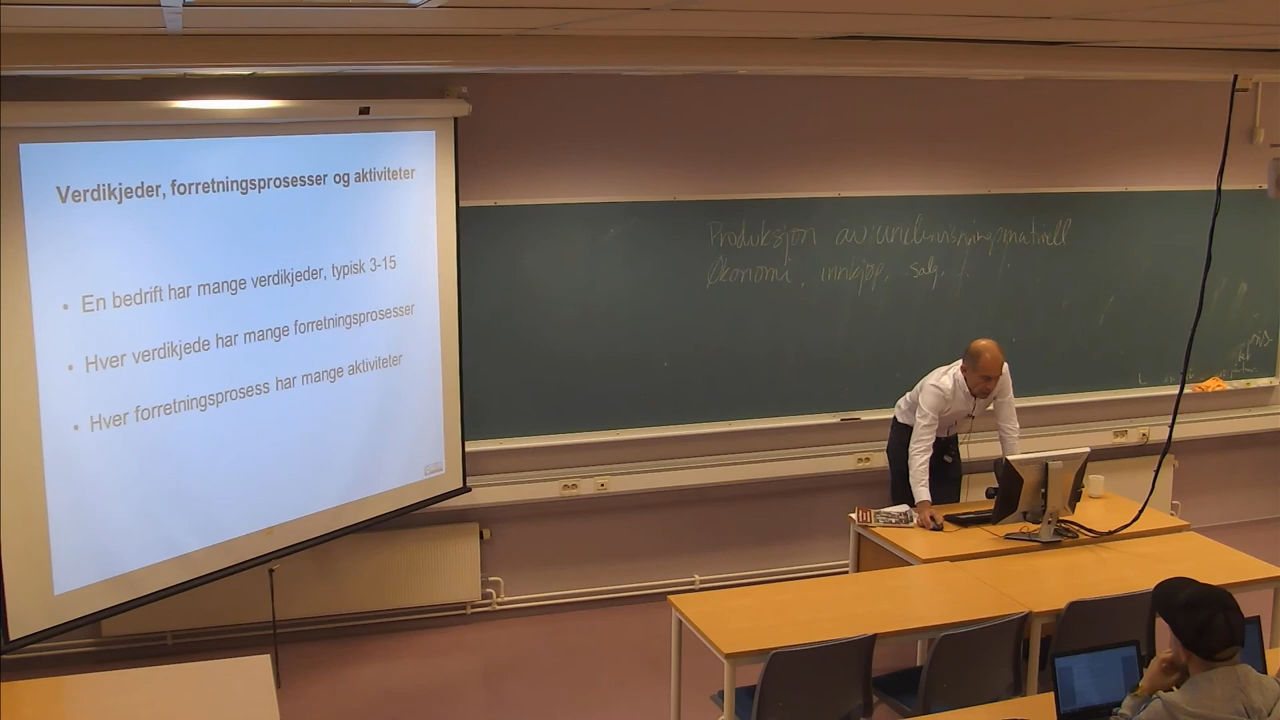 Verdikjeder, forretningsprosesser og aktiviteter
• En bedrift har mange verdikjeder, typisk 3-15
• Hver verdikjede har mange forretningsprosesser
• Hver forretningsprosess har mange aktiviteter
Produksjon av undervisningsmateriell
Økonomi, innkjøp, salg,